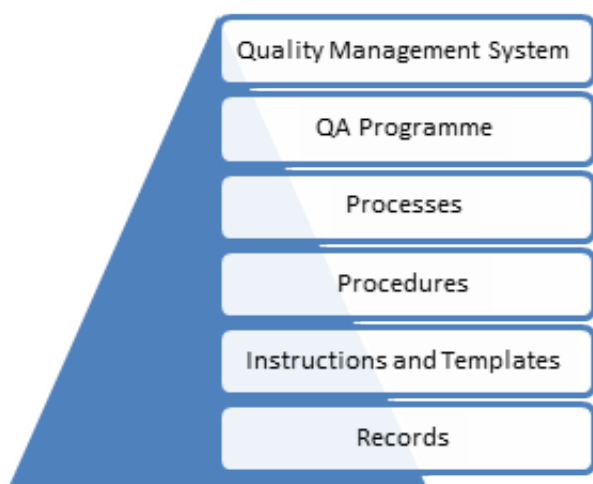 Quality Management System
QA Programme
Processes
Procedures
Instructions and Templates
Records